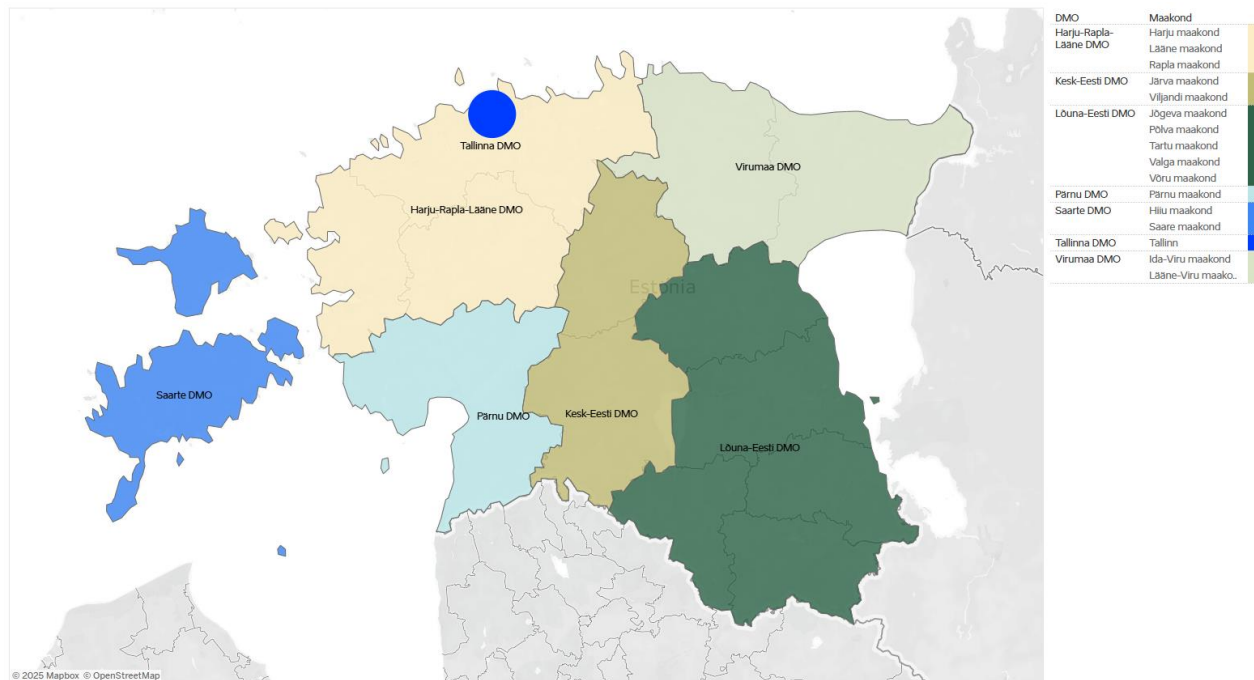 Tallinna DMO
Virumaa DMO
Harju-Rapla-Lääne DMO
Estonia
Saarte DMO
Pärnu DMO
Kesk-Eesti DMO
Lõuna-Eesti DMO
© 2025 Mapbox © OpenStreetMap
DMO Maakond
Harju-Rapla-Lääne DMO Harju maakond
Lääne maakond
Rapla maakond
Kesk-Eesti DMO Järva maakond
Viljandi maakond
Lõuna-Eesti DMO Jõgeva maakond
Põlva maakond
Tartu maakond
Valga maakond
Võru maakond
Pärnu DMO Pärnu maakond
Saarte DMO Hiiu maakond
Saare maakond
Tallinna DMO Tallinn
Virumaa DMO Ida-Viru maakond
Lääne-Viru maako..